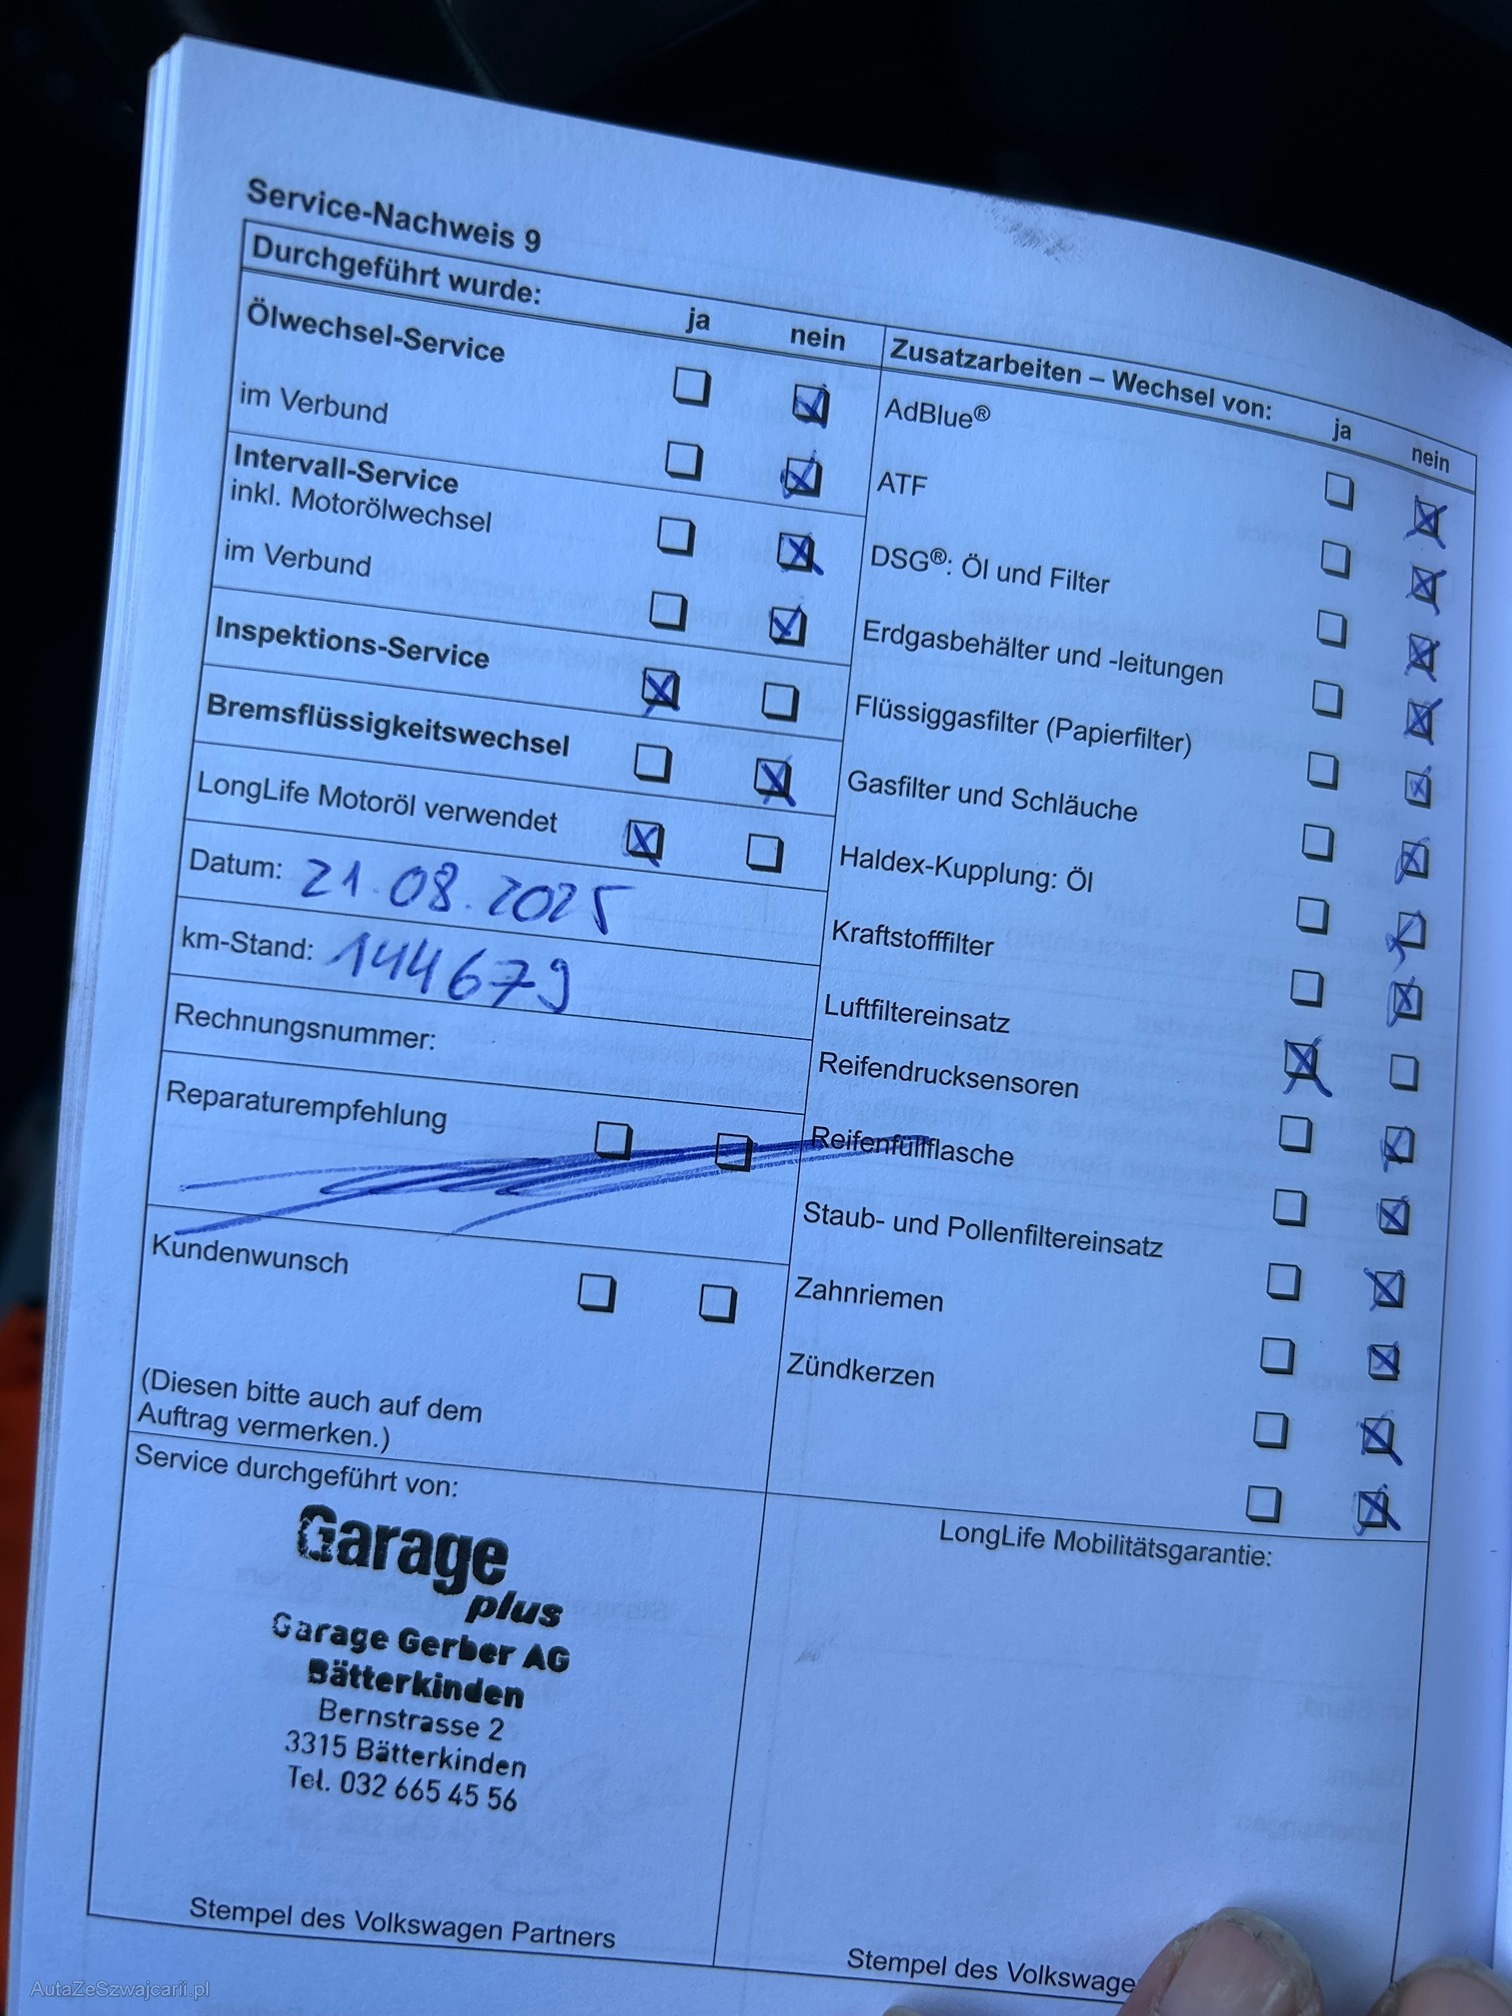 Service-Nachweis 9
Durchgeführt wurde:
ja nein
Ölwechsel-Service
im Verbund
Intervall-Service
inkl. Motorölwechsel
im Verbund
Inspektions-Service
Bremsflüssigkeitswechsel
LongLife Motoröl verwendet
Datum: 21.08.2025
km-Stand: 144679
Rechnungsnummer:
Reparaturempfehlung
Kundenwunsch
(Diesen bitte auch auf dem
Auftrag vermerken.)
Zusatzarbeiten – Wechsel von:
ja nein
AdBlue®
ATF
DSG®: Öl und Filter
Erdgasbehälter und -leitungen
Flüssiggasfilter (Papierfilter)
Gasfilter und Schläuche
Haldex-Kupplung: Öl
Kraftstofffilter
Luftfiltereinsatz
Reifendrucksensoren
Reifenfüllflasche
Staub- und Pollenfiltereinsatz
Zahnriemen
Zündkerzen
Service durchgeführt von:
Garage
plus
Garage Gerber AG
Bätterkinden
Bernstrasse 2
3315 Bätterkinden
Tel. 032 665 45 56
Stempel des Volkswagen Partners
LongLife Mobilitätsgarantie:
Stempel des Volkswage
AutaZeSzwajcarii.pl